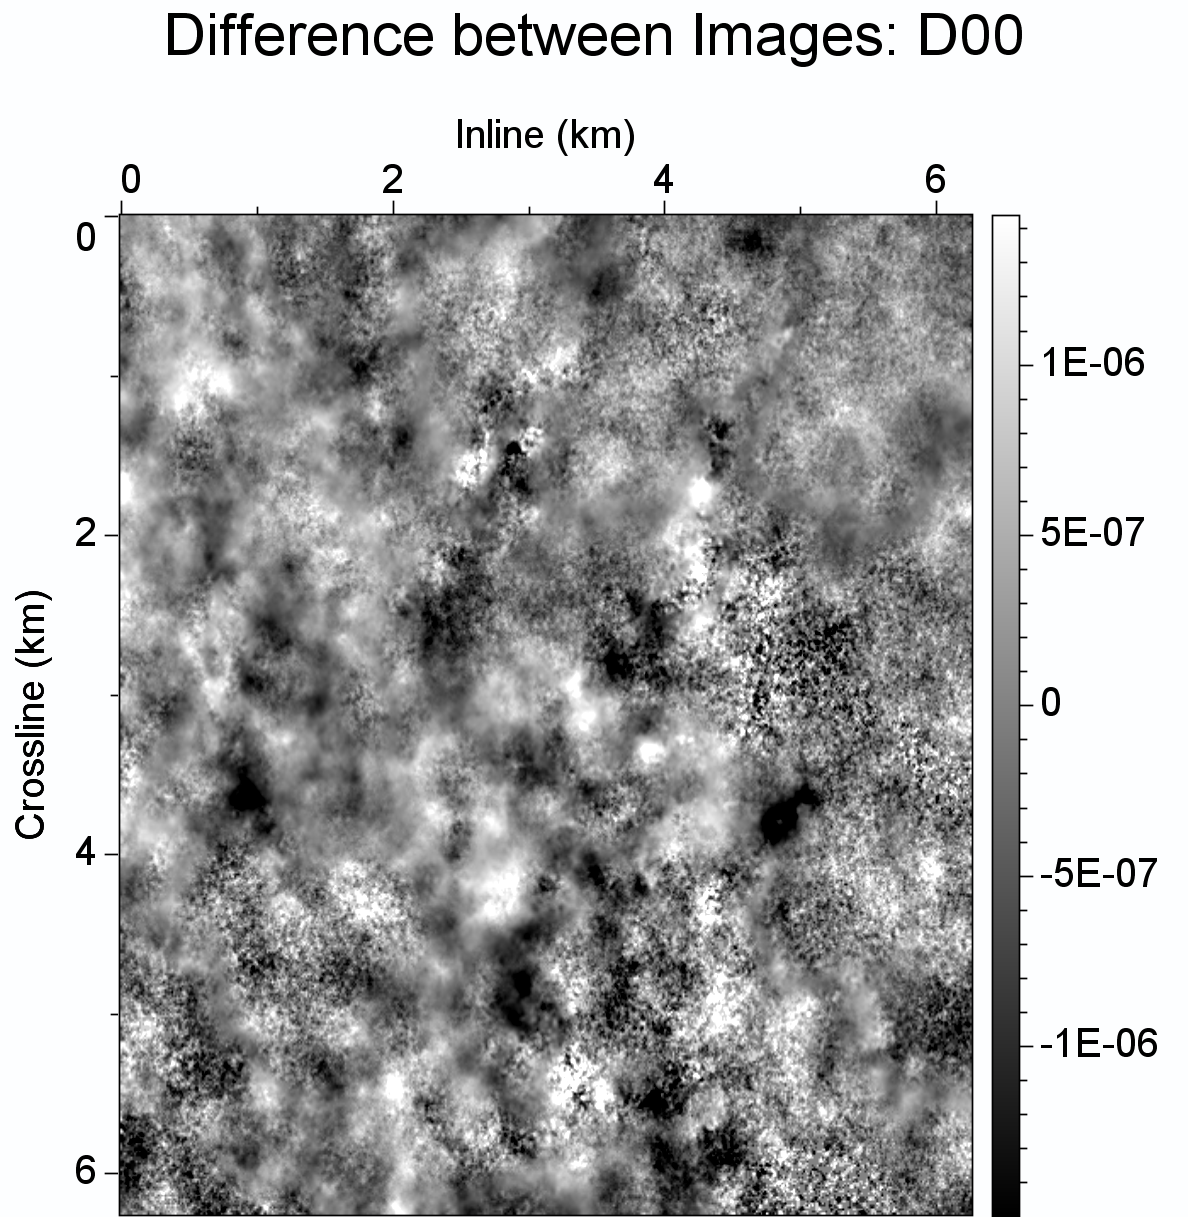 Difference between Images: D00
Inline (km)
0 2 4 6
0
2
4
6
Crossline (km)
1E-06
5E-07
0
-5E-07
-1E-06